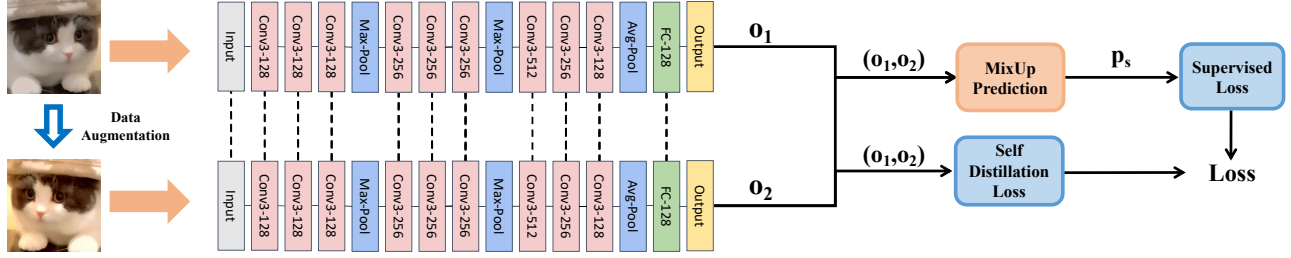 Input
Conv3-128
Conv3-128
Conv3-128
Max-Pool
Conv3-256
Conv3-256
Conv3-256
Max-Pool
Conv3-512
Conv3-256
Conv3-128
Avg-Pool
FC-128
Output
o₁
(o₁,o₂)
MixUp
Prediction
pₛ
Supervised
Loss
Data
Augmentation
Input
Conv3-128
Conv3-128
Conv3-128
Max-Pool
Conv3-256
Conv3-256
Conv3-256
Max-Pool
Conv3-512
Conv3-256
Conv3-128
Avg-Pool
FC-128
Output
o₂
(o₁,o₂)
Self
Distillation
Loss
Loss